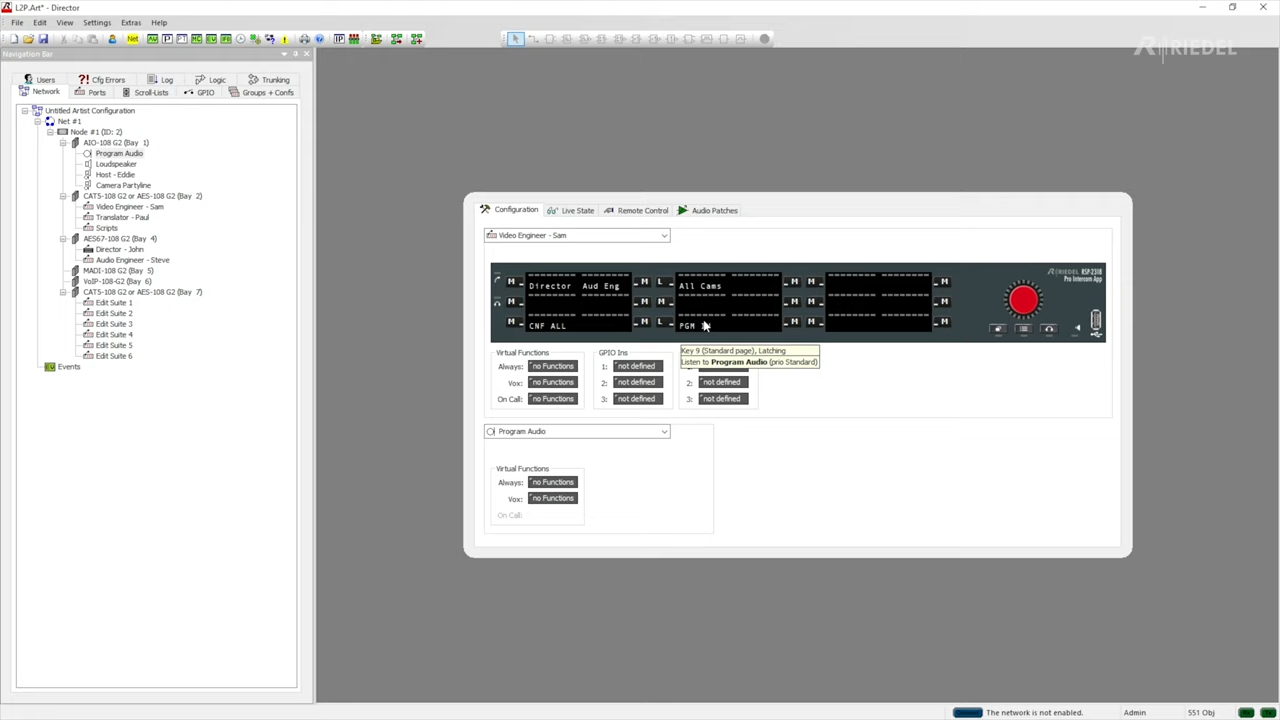 L2P.Art* - Director
File Edit View Settings Extras Help
RIEDEL
Navigation Bar
Users Cfg Errors Log Logic Trunking
Network Ports Scroll-Lists GPIO Groups + Confs
Untitled Artist Configuration
Net #1
Node #1 (ID: 2)
AIO-108 G2 (Bay 1)
Program Audio
Loudspeaker
Host - Eddie
Camera Partyline
CAT5-108 G2 or AES-108 G2 (Bay 2)
Video Engineer - Sam
Translator - Paul
Scripts
AES67-108 G2 (Bay 4)
Director - John
Audio Engineer - Steve
MADI-108 G2 (Bay 5)
VoIP-108 G2 (Bay 6)
CAT5-108 G2 or AES-108 G2 (Bay 7)
Edit Suite 1
Edit Suite 2
Edit Suite 3
Edit Suite 4
Edit Suite 5
Edit Suite 6
Events
Configuration Live State Remote Control Audio Patches
Video Engineer - Sam
RIEDEL RSP-2318
Pro Intercom App
M Director Aud Eng M L All Cams M M M
M M M M M M
M CNF ALL M L PGM M M M
Key 9 (Standard page), Latching
Listen to Program Audio (prio Standard)
Virtual Functions GPIO Ins
Always: no Functions 1: not defined
Vox: no Functions 2: not defined 2: not defined
On Call: no Functions 3: not defined 3: not defined
Program Audio
Virtual Functions
Always: no Functions
Vox: no Functions
On Call:
The network is not enabled. Admin 551 Obj